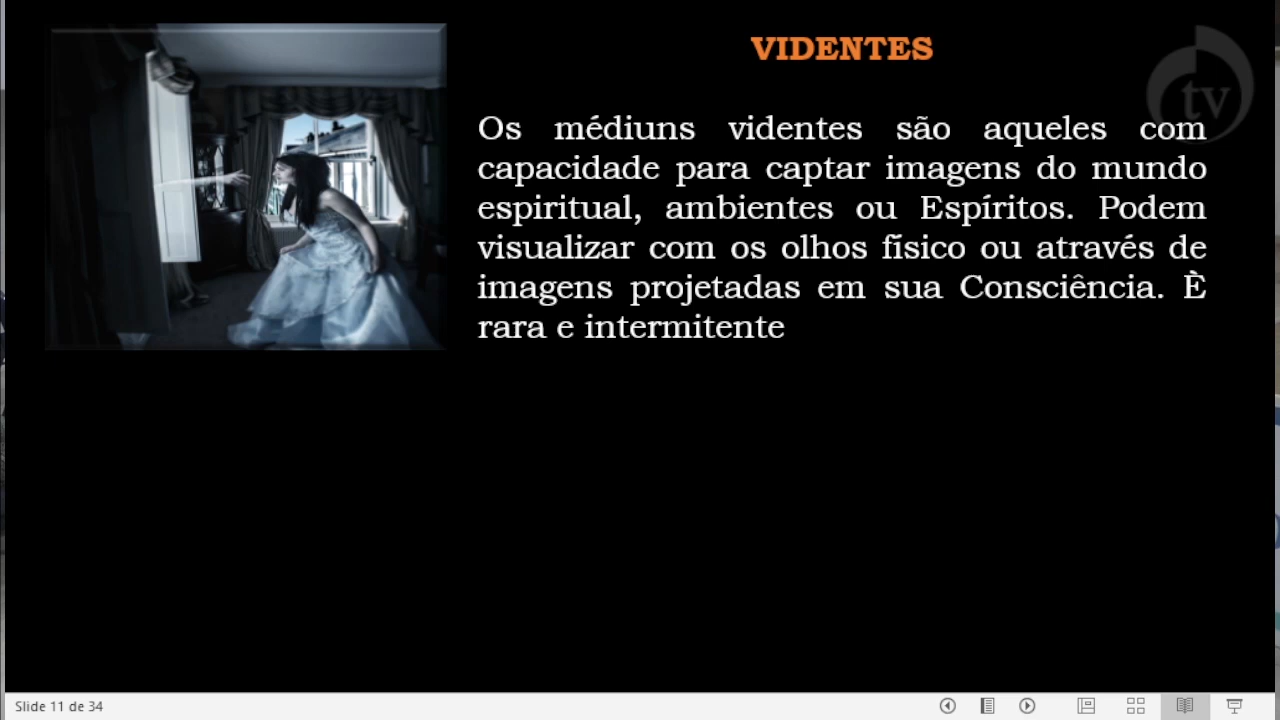 VIDENTES
tv
Os médiuns videntes são aqueles com
capacidade para captar imagens do mundo
espiritual, ambientes ou Espíritos. Podem
visualizar com os olhos físico ou através de
imagens projetadas em sua Consciência. È
rara e intermitente
Slide 11 de 34